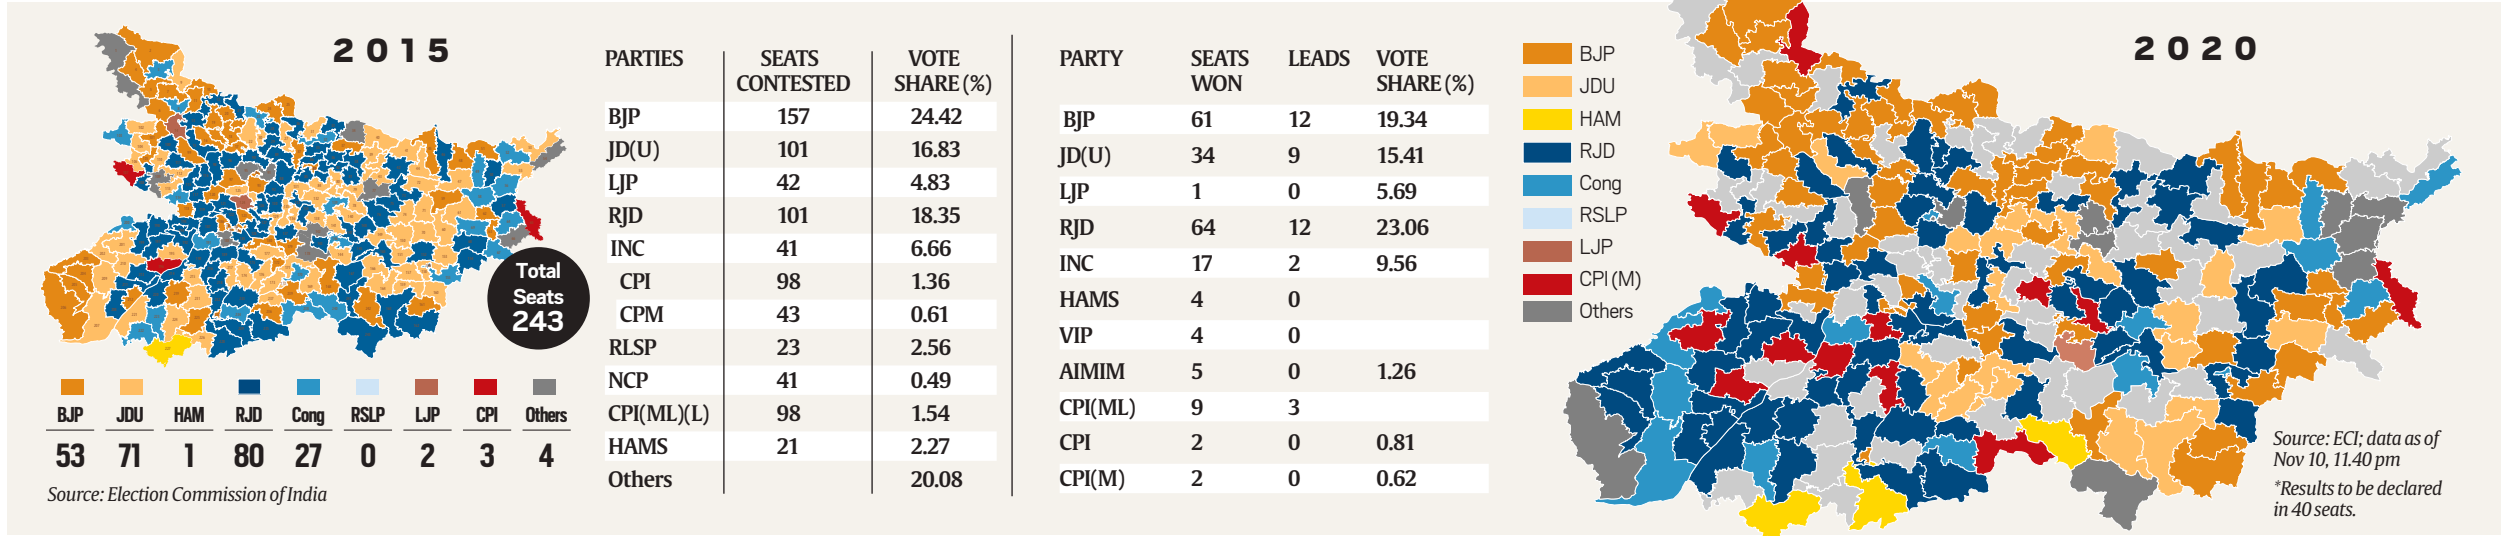 2015
Total
Seats
243
BJP JDU HAM RJD Cong RSLP LJP CPI Others
53 71 1 80 27 0 2 3 4
Source: Election Commission of India
PARTIES SEATS CONTESTED VOTE SHARE (%)
BJP 157 24.42
JD(U) 101 16.83
LJP 42 4.83
RJD 101 18.35
INC 41 6.66
CPI 98 1.36
CPM 43 0.61
RLSP 23 2.56
NCP 41 0.49
CPI(ML)(L) 98 1.54
HAMS 21 2.27
Others 20.08
PARTY SEATS WON LEADS VOTE SHARE (%)
BJP 61 12 19.34
JD(U) 34 9 15.41
LJP 1 0 5.69
RJD 64 12 23.06
INC 17 2 9.56
HAMS 4 0
VIP 4 0
AIMIM 5 0 1.26
CPI(ML) 9 3
CPI 2 0 0.81
CPI(M) 2 0 0.62
BJP
JDU
HAM
RJD
Cong
RSLP
LJP
CPI (M)
Others
2020
Source: ECI; data as of
Nov 10, 11.40 pm
*Results to be declared
in 40 seats.